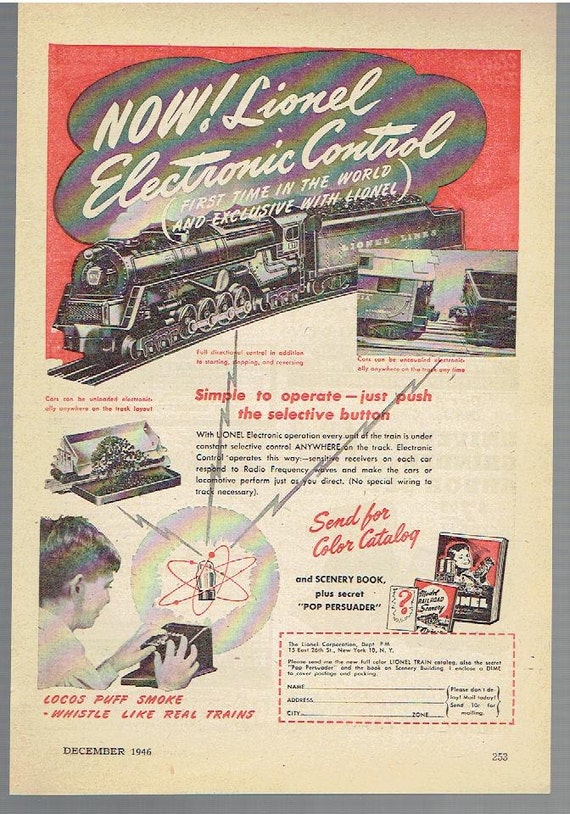 NOW! Lionel
Electronic Control
(FIRST TIME IN THE WORLD
AND EXCLUSIVE WITH LIONEL)
LIONEL LINES
Full directional control in addition
to starting, stopping, and reversing
Cars can be uncoupled electronic-
ally anywhere on the track any time
Cars can be unloaded electronic-
ally anywhere on the track layout
Simple to operate—just push
the selective button
With LIONEL Electronic operation every unit of the train is under
constant selective control ANYWHERE on the track. Electronic
Control operates this way:—sensitive receivers on each car
respond to Radio Frequency waves and make the cars or
locomotive perform just as you direct. (No special wiring to
track necessary).
Send for
Color Catalog
and SCENERY BOOK,
plus secret
"POP PERSUADER"
?
Model
RAILROAD
Scenery
LIONEL
The Lionel Corporation, Dept P-M
15 East 26th St., New York 10, N. Y.
Please send me the new full color LIONEL TRAIN catalog, also the secret
"Pop Persuader" and the book on Scenery Building. I enclose a DIME
to cover postage and packing.
NAME
ADDRESS
CITY ZONE
Please don't de-
lay! Mail today!
Send 10c for
mailing.
LOCOS PUFF SMOKE
-WHISTLE LIKE REAL TRAINS
DECEMBER 1946
253